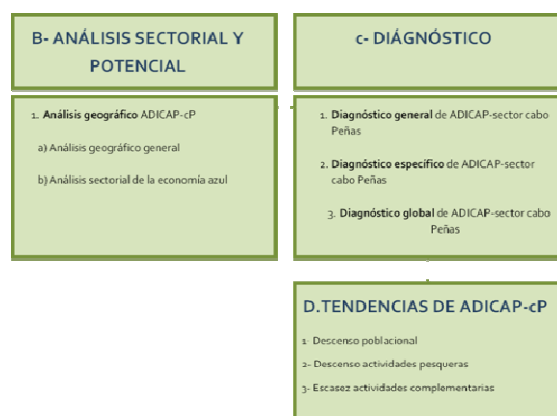 B- ANÁLISIS SECTORIAL Y
POTENCIAL
1. Análisis geográfico ADICAP-cP
a) Análisis geográfico general
b) Análisis sectorial de la economía azul
c- DIÁGNÓSTICO
1. Diagnóstico general de ADICAP-sector cabo
Peñas
2. Diagnóstico específico de ADICAP-sector
cabo Peñas
3. Diagnóstico global de ADICAP-sector cabo
Peñas
D.TENDENCIAS DE ADICAP-cP
1- Descenso poblacional
2- Descenso actividades pesqueras
3- Escasez actividades complementarias